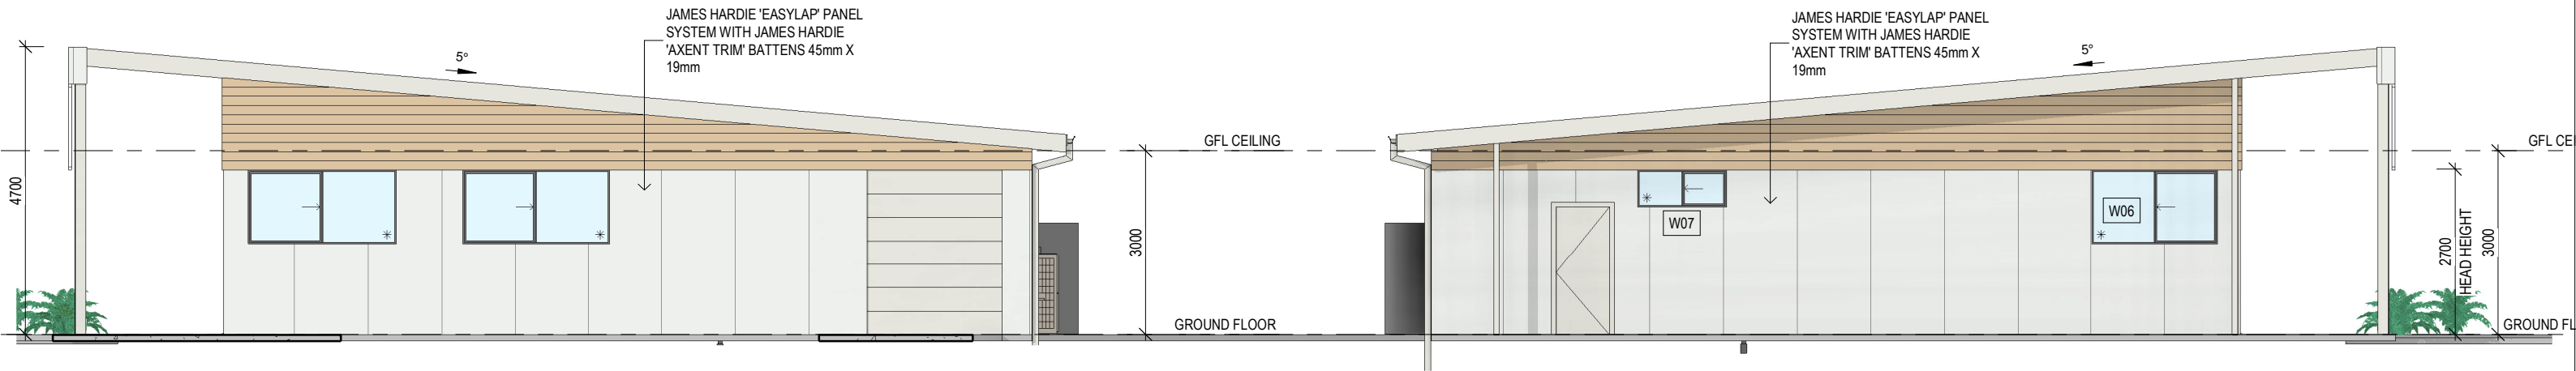 JAMES HARDIE 'EASYLAP' PANEL
SYSTEM WITH JAMES HARDIE
'AXENT TRIM' BATTENS 45mm X
19mm
5°
4700
GFL CEILING
3000
GROUND FLOOR
JAMES HARDIE 'EASYLAP' PANEL
SYSTEM WITH JAMES HARDIE
'AXENT TRIM' BATTENS 45mm X
19mm
5°
W07
W06
GFL CEI
2700
HEAD HEIGHT
3000
GROUND FL